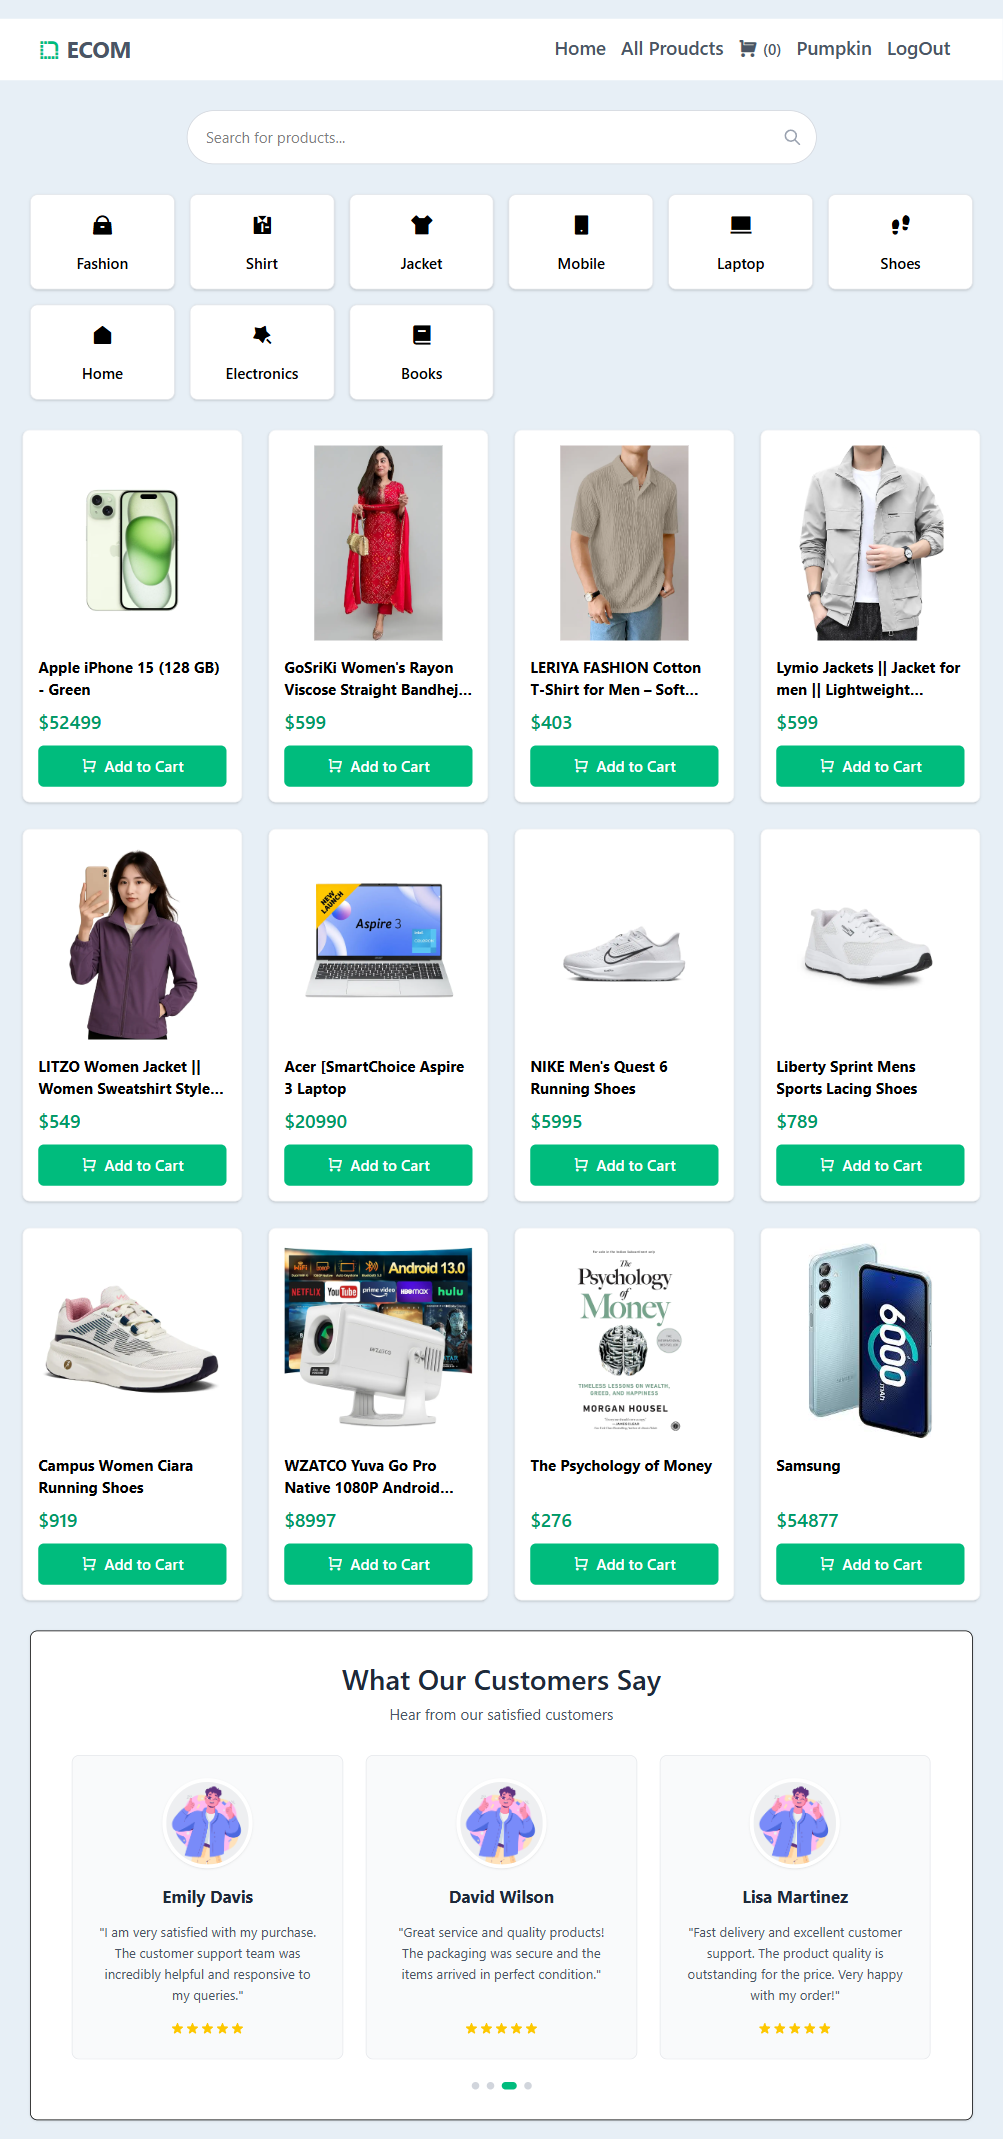 ECOM
Home All Proudcts (0) Pumpkin LogOut
Search for products...
Fashion
Shirt
Jacket
Mobile
Laptop
Shoes
Home
Electronics
Books
Apple iPhone 15 (128 GB)
- Green
$52499
Add to Cart
GoSriKi Women's Rayon
Viscose Straight Bandhej...
$599
Add to Cart
LERIYA FASHION Cotton
T-Shirt for Men – Soft...
$403
Add to Cart
Lymio Jackets || Jacket for
men || Lightweight...
$599
Add to Cart
LITZO Women Jacket ||
Women Sweatshirt Style...
$549
Add to Cart
NEW
LAUNCH
Aspire 3
Acer [SmartChoice Aspire
3 Laptop
$20990
Add to Cart
NIKE Men's Quest 6
Running Shoes
$5995
Add to Cart
Liberty Sprint Mens
Sports Lacing Shoes
$789
Add to Cart
Campus Women Ciara
Running Shoes
$919
Add to Cart
WiFi
Android 13.0
NETFLIX YouTube prime video HBOMAX hulu
WZATCO
WZATCO Yuva Go Pro
Native 1080P Android...
$8997
Add to Cart
The
Psychology
of
Money
TIMELESS LESSONS ON WEALTH,
GREED, AND HAPPINESS
MORGAN HOUSEL
The Psychology of Money
$276
Add to Cart
6000
mAh
Samsung
$54877
Add to Cart
What Our Customers Say
Hear from our satisfied customers
Emily Davis
"I am very satisfied with my purchase.
The customer support team was
incredibly helpful and responsive to
my queries."
David Wilson
"Great service and quality products!
The packaging was secure and the
items arrived in perfect condition."
Lisa Martinez
"Fast delivery and excellent customer
support. The product quality is
outstanding for the price. Very happy
with my order!"